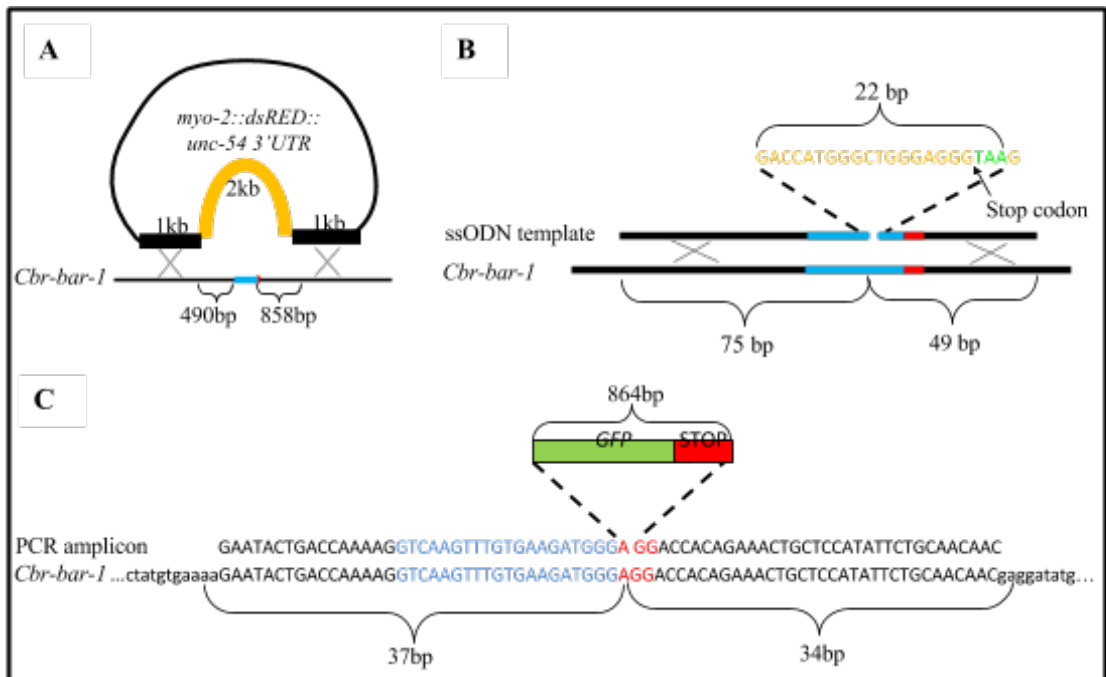 A
myo-2::dsRED::
unc-54 3'UTR
2kb
1kb
1kb
Cbr-bar-1
490bp
858bp
B
22 bp
GACCATGGGCTGGGAGGGTAAG
Stop codon
ssODN template
Cbr-bar-1
75 bp
49 bp
C
864bp
GFP
STOP
PCR amplicon GAATACTGACCAAAAGGTCAAGTTTGTGAAGATGGGA GGACCACAGAAACTGCTCCATATTCTGCAACAAC
Cbr-bar-1 ...ctatgtgaaaaGAATACTGACCAAAAGGTCAAGTTTGTGAAGATGGGAGGACCACAGAAACTGCTCCATATTCTGCAACAACgaggatatg...
37bp
34bp